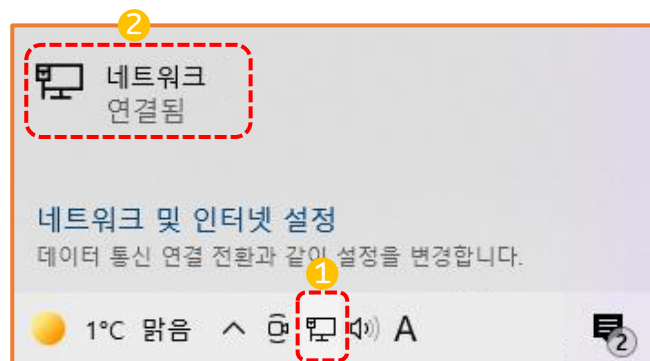 2
네트워크
연결됨
네트워크 및 인터넷 설정
데이터 통신 연결 전환과 같이 설정을 변경합니다.
1
1°C 맑음 A 2